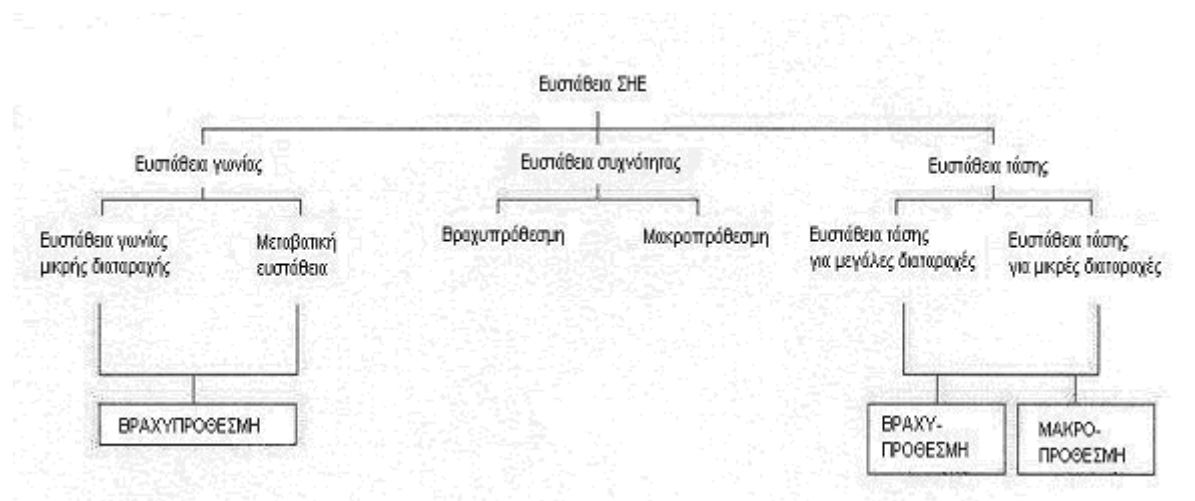 Ευστάθεια ΣΗΕ
Ευστάθεια γωνίας
Ευστάθεια συχνότητας
Ευστάθεια τάσης
Ευστάθεια γωνίας
μικρής διαταραχής
Μεταβατική
ευστάθεια
Βραχυπρόθεσμη
Μακροπρόθεσμη
Ευστάθεια τάσης
για μεγάλες διαταραχές
Ευστάθεια τάσης
για μικρές διαταραχές
ΒΡΑΧΥΠΡΟΘΕΣΜΗ
ΒΡΑΧΥ-
ΠΡΟΘΕΣΜΗ
ΜΑΚΡΟ-
ΠΡΟΘΕΣΜΗ